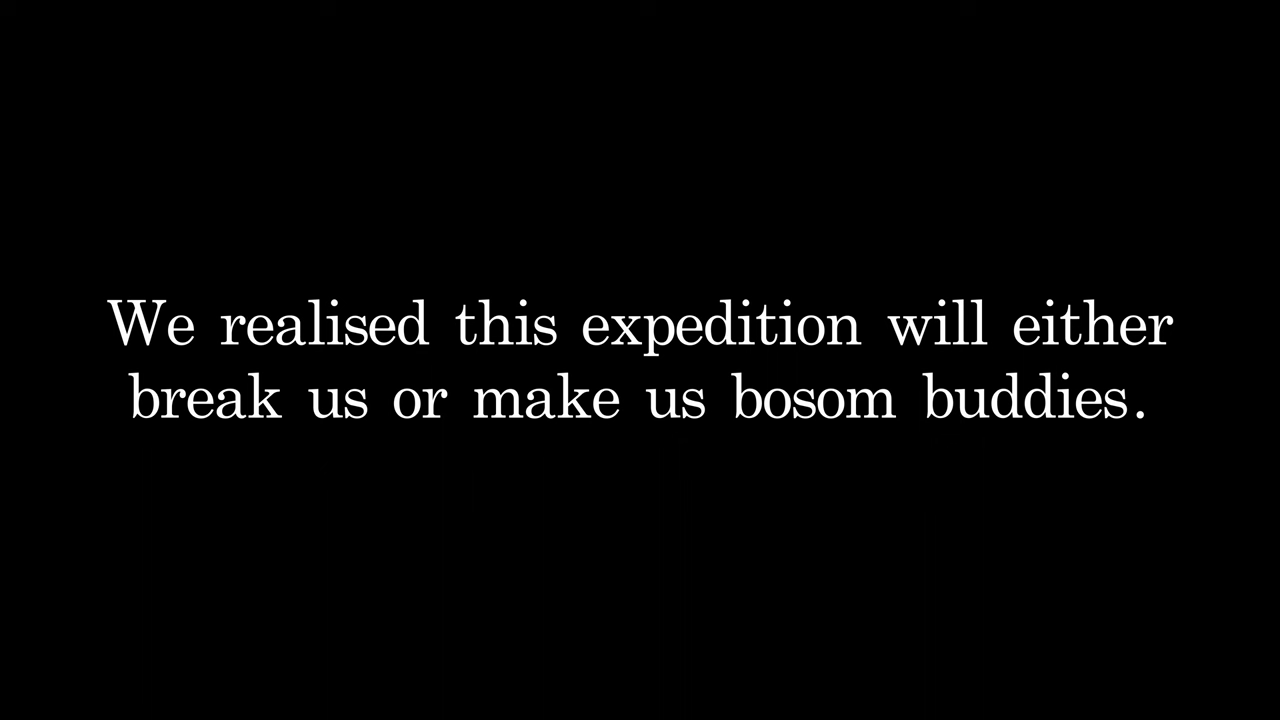 We realised this expedition will either
break us or make us bosom buddies.